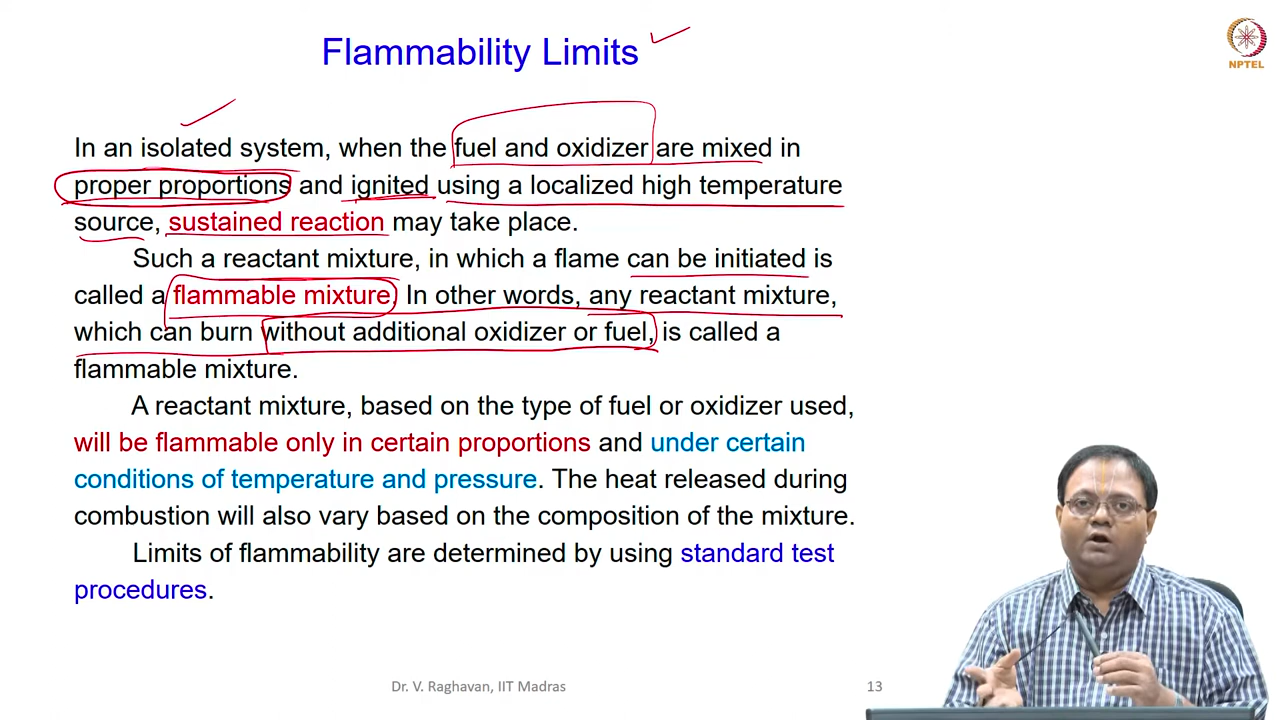 Flammability Limits
NPTEL
In an isolated system, when the fuel and oxidizer are mixed in
proper proportions and ignited using a localized high temperature
source, sustained reaction may take place.
Such a reactant mixture, in which a flame can be initiated is
called a flammable mixture. In other words, any reactant mixture,
which can burn without additional oxidizer or fuel, is called a
flammable mixture.
A reactant mixture, based on the type of fuel or oxidizer used,
will be flammable only in certain proportions and under certain
conditions of temperature and pressure. The heat released during
combustion will also vary based on the composition of the mixture.
Limits of flammability are determined by using standard test
procedures.
Dr. V. Raghavan, IIT Madras
13